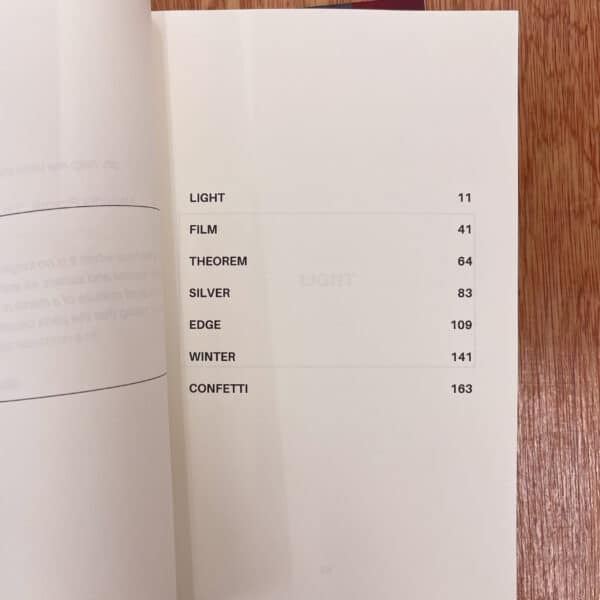 LIGHT 11
FILM 41
THEOREM 64
SILVER 83
EDGE 109
WINTER 141
CONFETTI 163